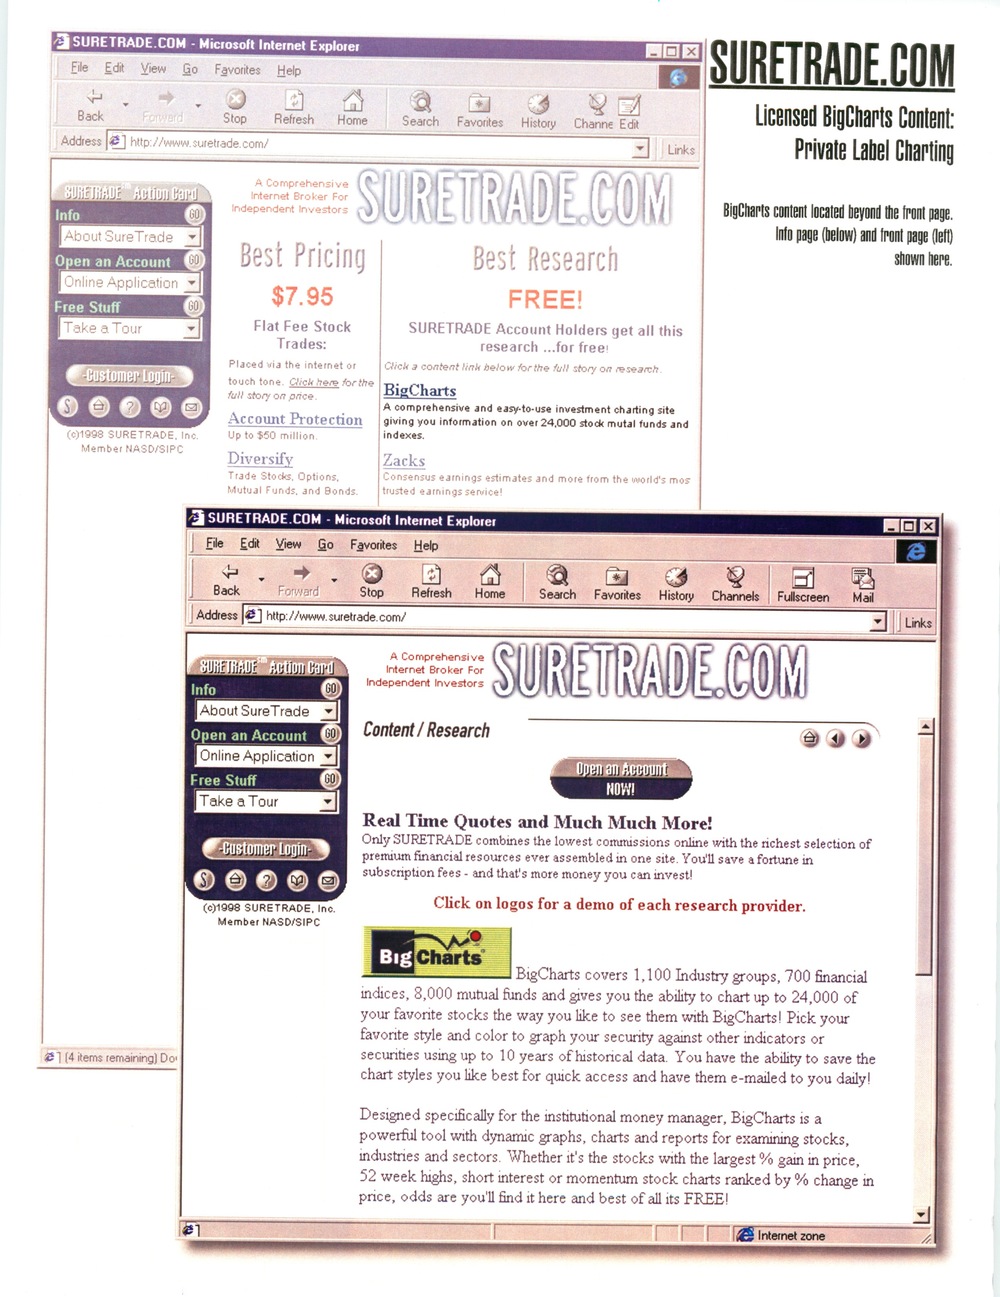 SURETRADE.COM - Microsoft Internet Explorer
File Edit View Go Favorites Help
Back Forward Stop Refresh Home Search Favorites History Channe Edit
Address http://www.suretrade.com/ Links
SURETRADE.COM
Licensed BigCharts Content:
Private Label Charting
BigCharts content located beyond the front page.
Info page (below) and front page (left)
shown here.
SURETRADE℠ Action Card
Info GO
About SureTrade
Open an Account GO
Online Application
Free Stuff GO
Take a Tour
-Customer Login-
(c)1998 SURETRADE, Inc.
Member NASD/SIPC
A Comprehensive
Internet Broker For
Independent Investors
SURETRADE.COM
Best Pricing
$7.95
Flat Fee Stock
Trades:
Placed via the internet or
touch tone. Click here for the
full story on price.
Account Protection
Up to $50 million.
Diversify
Trade Stocks, Options,
Mutual Funds, and Bonds.
Best Research
FREE!
SURETRADE Account Holders get all this
research ...for free!
Click a content link below for the full story on research.
BigCharts
A comprehensive and easy-to-use investment charting site
giving you information on over 24,000 stock mutal funds and
indexes.
Zacks
Consensus earnings estimates and more from the world's mos
trusted earnings service!
(4 items remaining) Do
SURETRADE.COM - Microsoft Internet Explorer
File Edit View Go Favorites Help
Back Forward Stop Refresh Home Search Favorites History Channels Fullscreen Mail
Address http://www.suretrade.com/ Links
SURETRADE℠ Action Card
Info GO
About SureTrade
Open an Account GO
Online Application
Free Stuff GO
Take a Tour
-Customer Login-
(c)1998 SURETRADE, Inc.
Member NASD/SIPC
A Comprehensive
Internet Broker For
Independent Investors
SURETRADE.COM
Content / Research
Open an Account
NOW!
Real Time Quotes and Much Much More!
Only SURETRADE combines the lowest commissions online with the richest selection of
premium financial resources ever assembled in one site. You'll save a fortune in
subscription fees - and that's more money you can invest!
Click on logos for a demo of each research provider.
BigCharts
BigCharts covers 1,100 Industry groups, 700 financial
indices, 8,000 mutual funds and gives you the ability to chart up to 24,000 of
your favorite stocks the way you like to see them with BigCharts! Pick your
favorite style and color to graph your security against other indicators or
securities using up to 10 years of historical data. You have the ability to save the
chart styles you like best for quick access and have them e-mailed to you daily!
Designed specifically for the institutional money manager, BigCharts is a
powerful tool with dynamic graphs, charts and reports for examining stocks,
industries and sectors. Whether it's the stocks with the largest % gain in price,
52 week highs, short interest or momentum stock charts ranked by % change in
price, odds are you'll find it here and best of all its FREE!
Internet zone